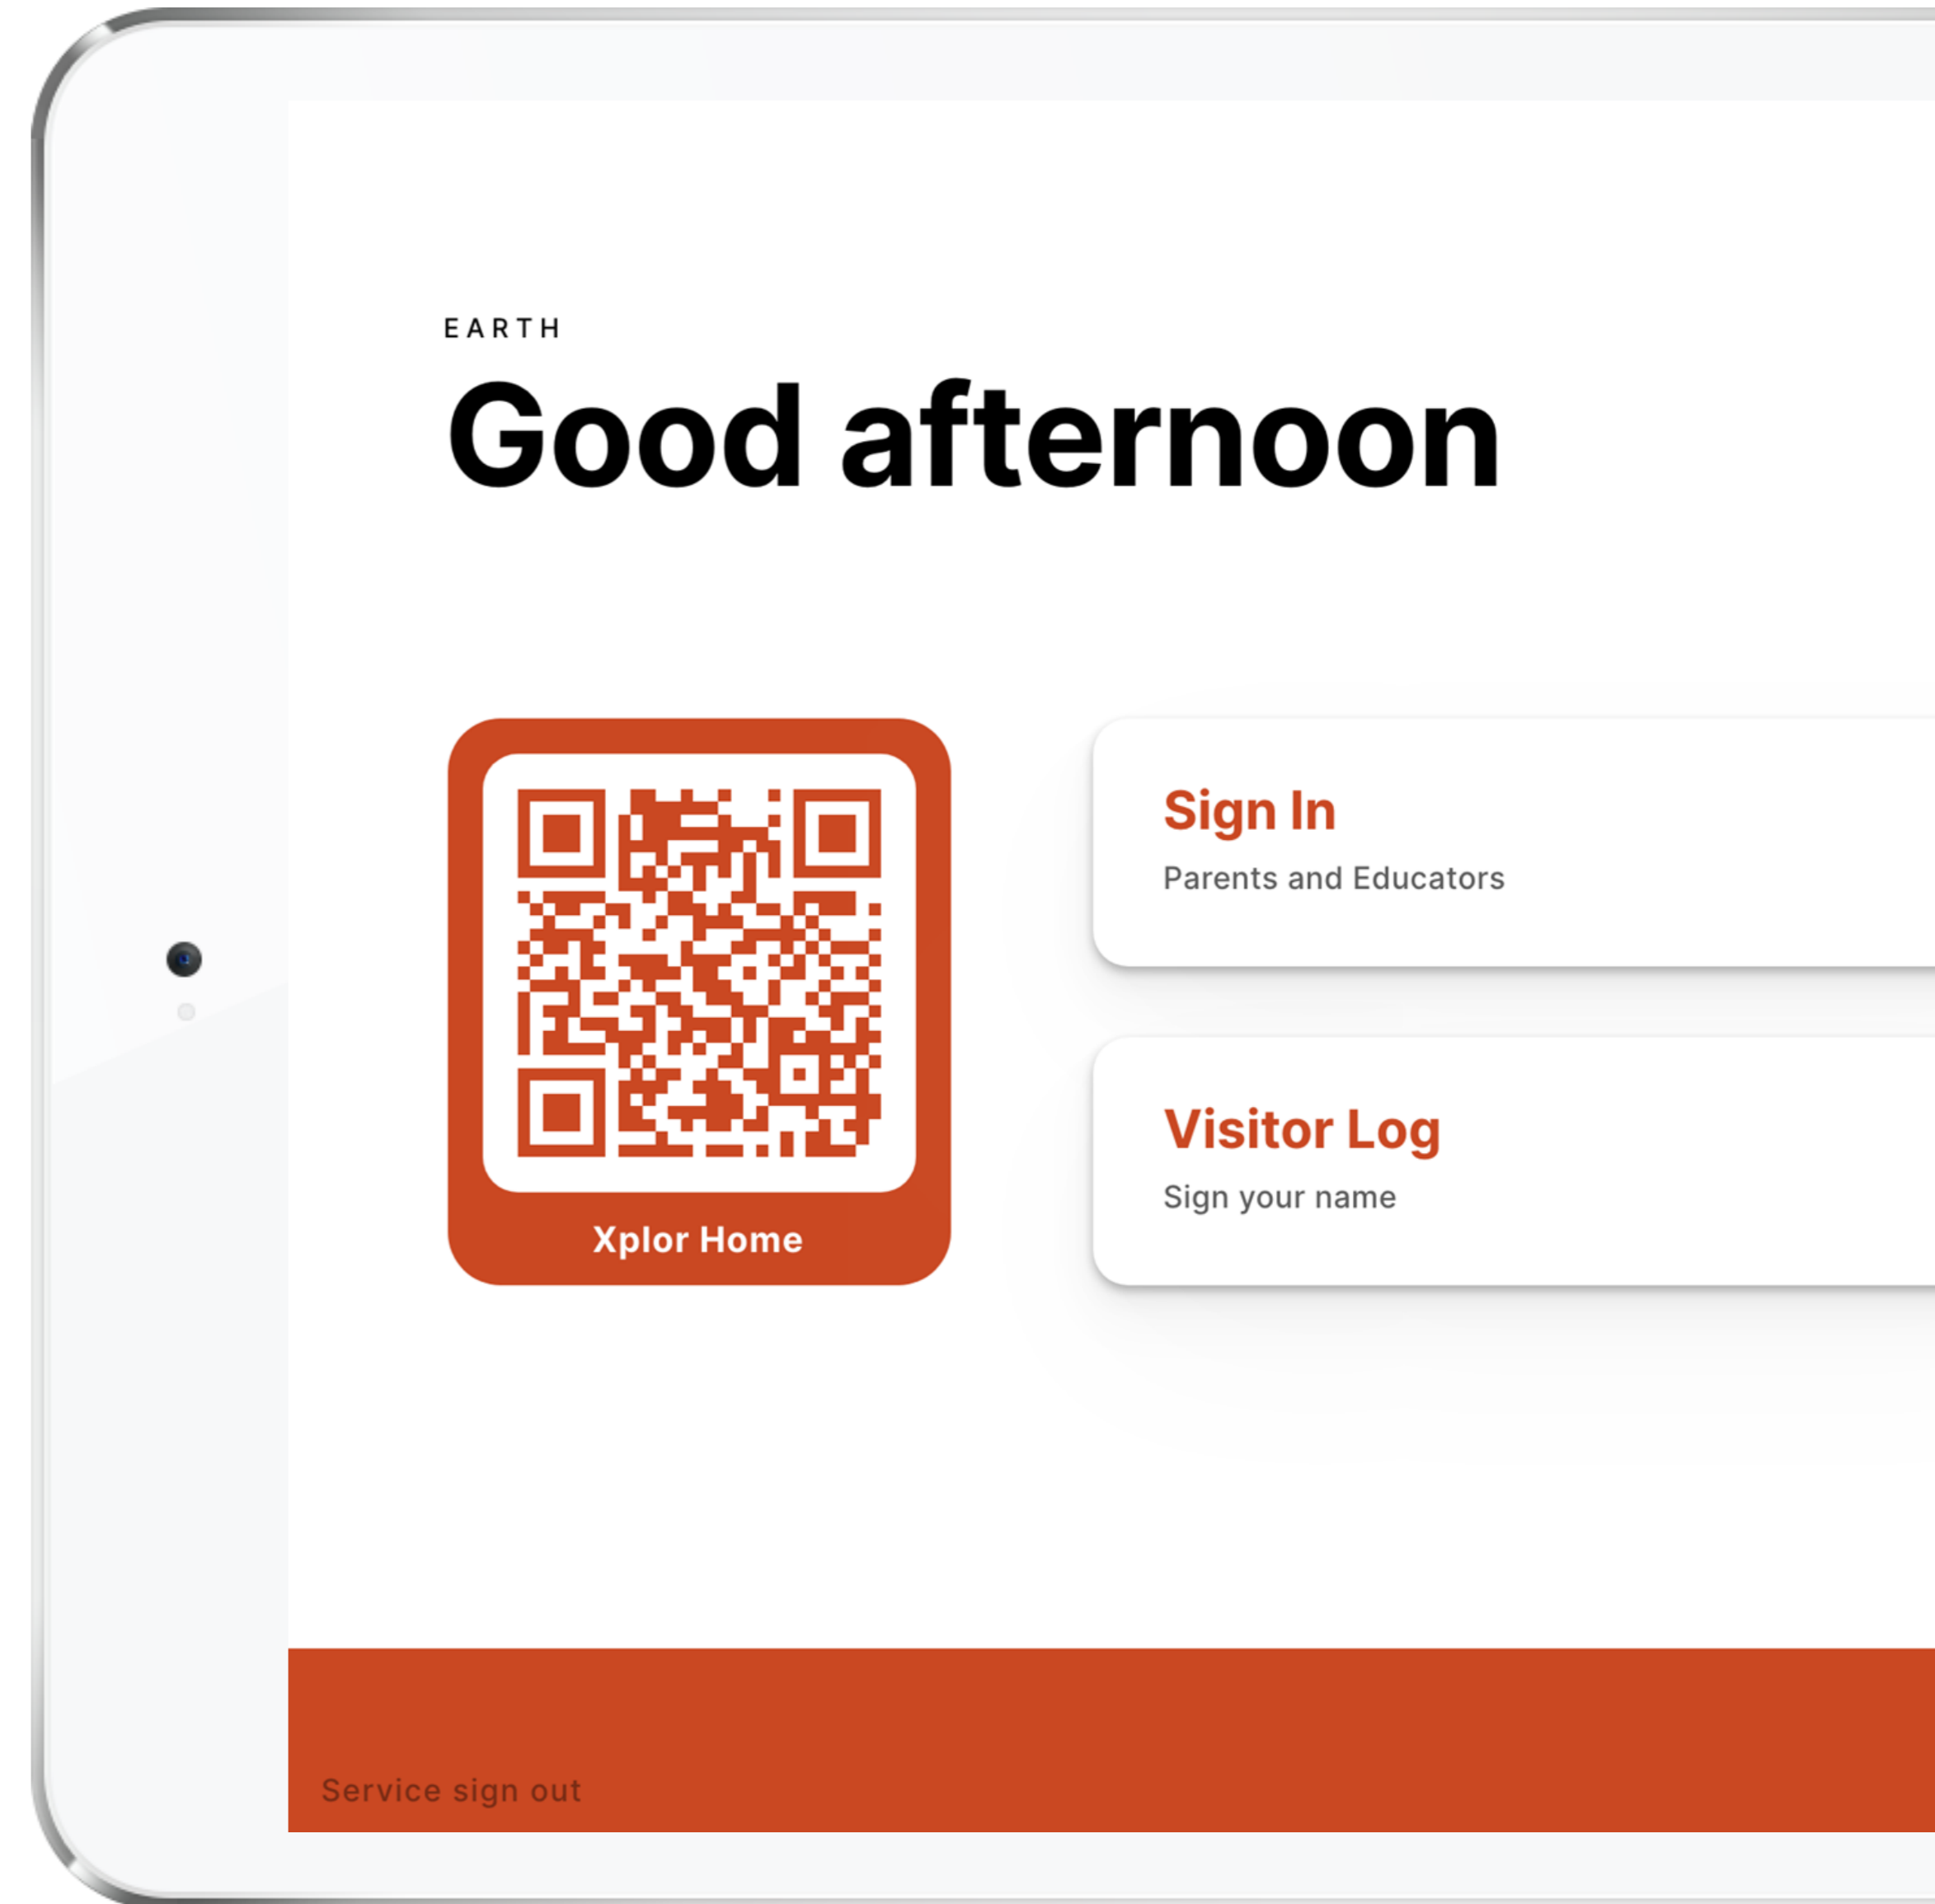 EARTH
Good afternoon
Sign In
Parents and Educators
Visitor Log
Sign your name
Xplor Home
Service sign out